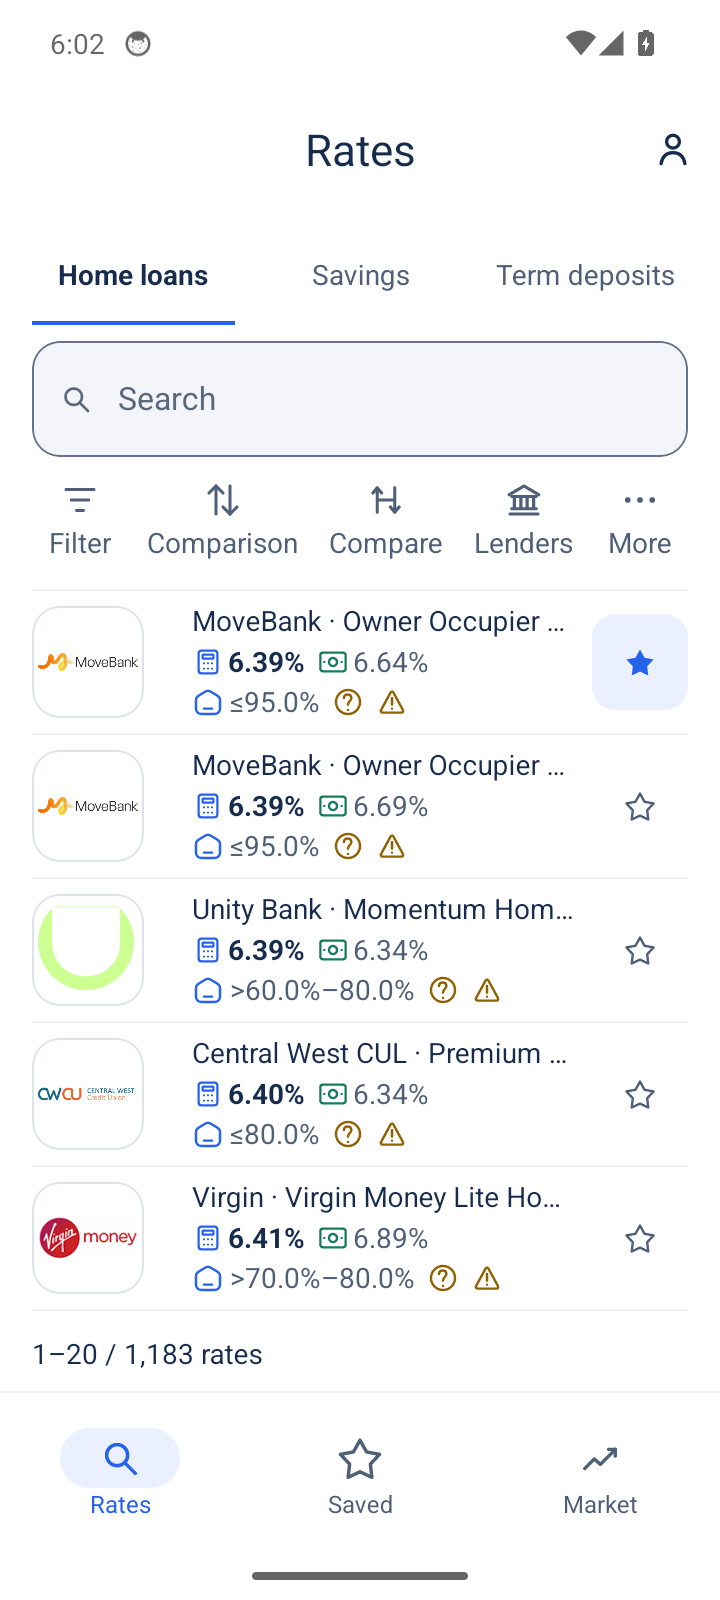 6:02
Rates
Home loans
Savings
Term deposits
Search
Filter
Comparison
Compare
Lenders
More
MoveBank
MoveBank · Owner Occupier ...
6.39% 6.64%
≤95.0%
MoveBank
MoveBank · Owner Occupier ...
6.39% 6.69%
≤95.0%
Unity Bank · Momentum Hom...
6.39% 6.34%
>60.0%–80.0%
CWCU CENTRAL WEST
Credit Union
Central West CUL · Premium ...
6.40% 6.34%
≤80.0%
Virgin money
Virgin · Virgin Money Lite Ho...
6.41% 6.89%
>70.0%–80.0%
1–20 / 1,183 rates
Rates
Saved
Market